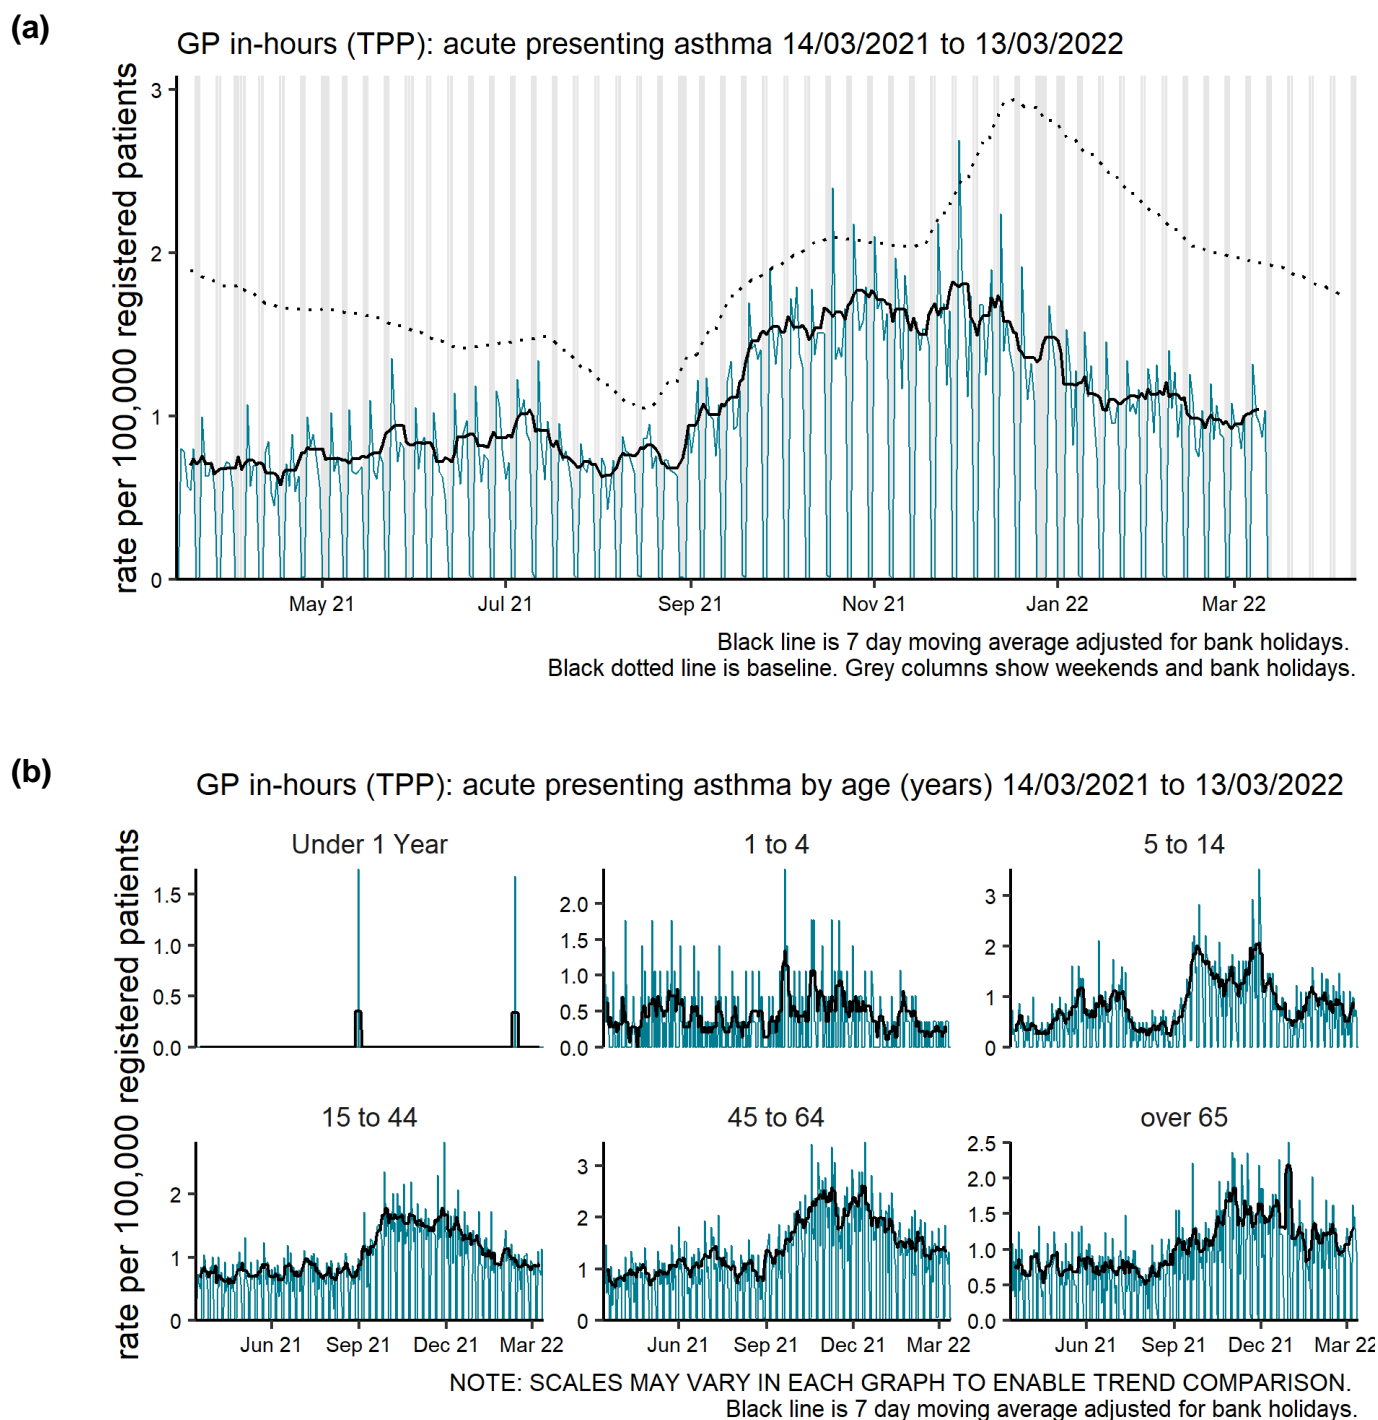 (a)
GP in-hours (TPP): acute presenting asthma 14/03/2021 to 13/03/2022
rate per 100,000 registered patients
3
2
1
0
May 21
Jul 21
Sep 21
Nov 21
Jan 22
Mar 22
Black line is 7 day moving average adjusted for bank holidays.
Black dotted line is baseline. Grey columns show weekends and bank holidays.
(b)
GP in-hours (TPP): acute presenting asthma by age (years) 14/03/2021 to 13/03/2022
rate per 100,000 registered patients
Under 1 Year
1.5
1.0
0.5
0.0
1 to 4
2.0
1.5
1.0
0.5
0.0
5 to 14
3
2
1
0
15 to 44
2
1
0
Jun 21
Sep 21
Dec 21
Mar 22
45 to 64
3
2
1
0
Jun 21
Sep 21
Dec 21
Mar 22
over 65
2.5
2.0
1.5
1.0
0.5
0.0
Jun 21
Sep 21
Dec 21
Mar 22
NOTE: SCALES MAY VARY IN EACH GRAPH TO ENABLE TREND COMPARISON.
Black line is 7 day moving average adjusted for bank holidays.